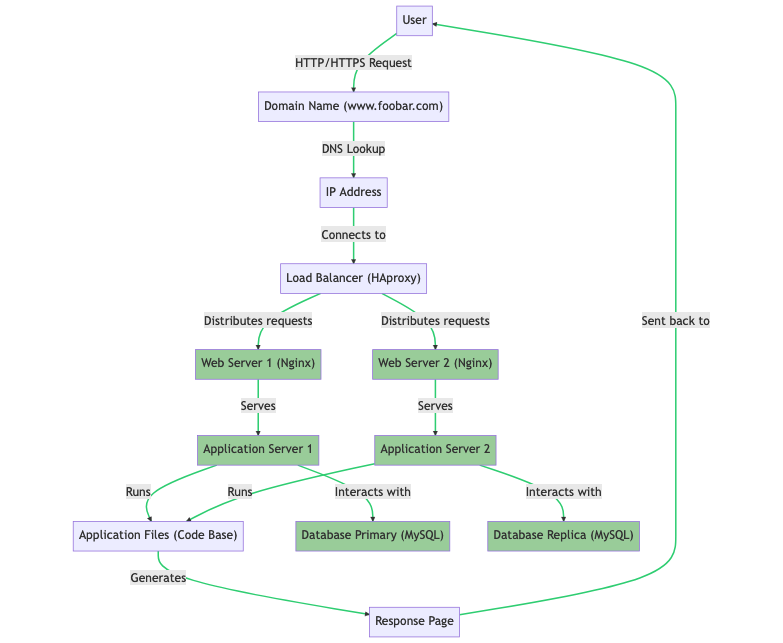 User
HTTP/HTTPS Request
Domain Name (www.foobar.com)
DNS Lookup
IP Address
Connects to
Load Balancer (HAproxy)
Distributes requests
Distributes requests
Sent back to
Web Server 1 (Nginx)
Web Server 2 (Nginx)
Serves
Serves
Application Server 1
Application Server 2
Runs
Runs
Interacts with
Interacts with
Application Files (Code Base)
Database Primary (MySQL)
Database Replica (MySQL)
Generates
Response Page